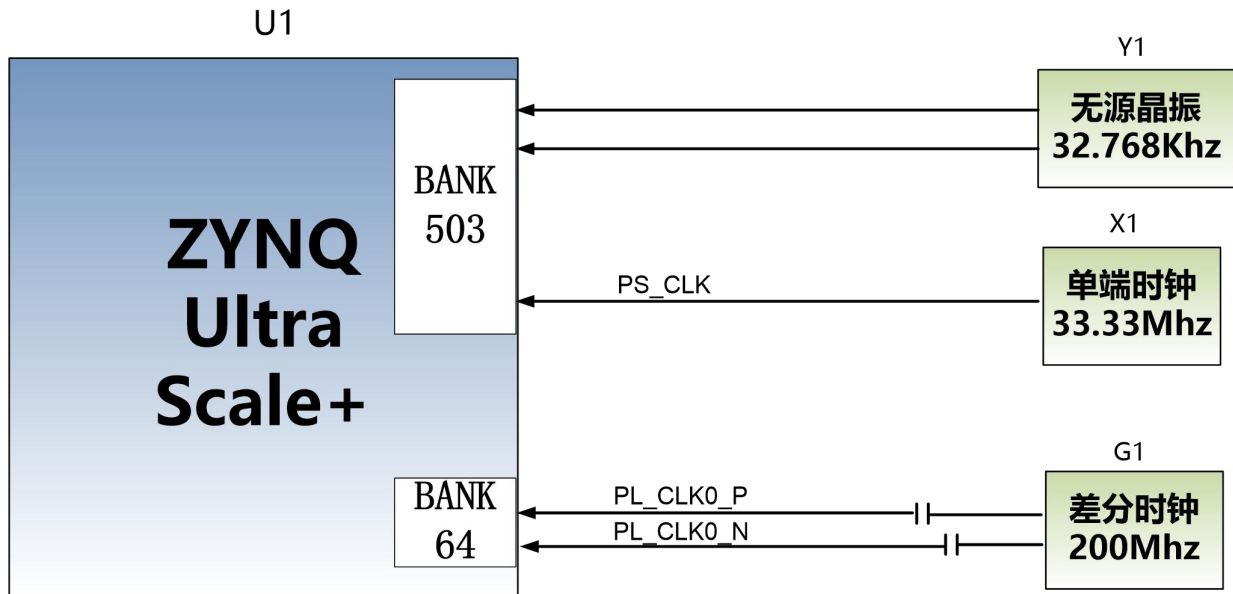 U1
ZYNQ
Ultra
Scale+
BANK
503
BANK
64
Y1
无源晶振
32.768Khz
X1
PS_CLK
单端时钟
33.33Mhz
G1
PL_CLK0_P
PL_CLK0_N
差分时钟
200Mhz